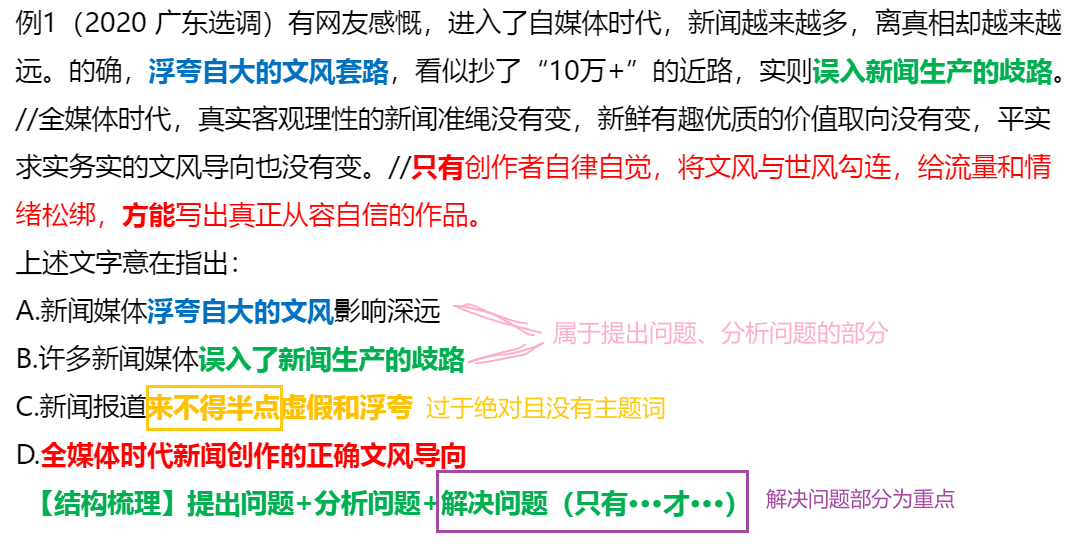 例1（2020 广东选调）有网友感慨，进入了自媒体时代，新闻越来越多，离真相却越来越
远。的确，浮夸自大的文风套路，看似抄了“10万+”的近路，实则误入新闻生产的歧路。
//全媒体时代，真实客观理性的新闻准绳没有变，新鲜有趣优质的价值取向没有变，平实
求实务实的文风导向也没有变。//只有创作者自律自觉，将文风与世风勾连，给流量和情
绪松绑，方能写出真正从容自信的作品。
上述文字意在指出：
A.新闻媒体浮夸自大的文风影响深远
属于提出问题、分析问题的部分
B.许多新闻媒体误入了新闻生产的歧路
C.新闻报道来不得半点虚假和浮夸 过于绝对且没有主题词
D.全媒体时代新闻创作的正确文风导向
【结构梳理】提出问题+分析问题+解决问题（只有···才···） 解决问题部分为重点